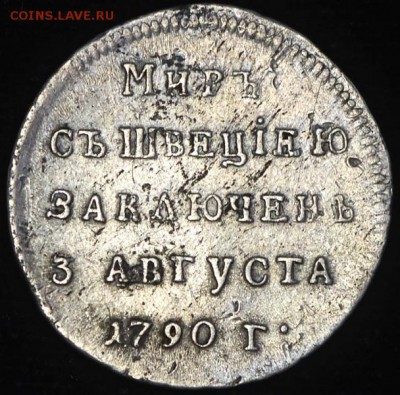 COINS.LAVE.RU
МИРЪ
СЪ ШВЕЦІЕЮ
ЗАКЛЮЧЕНЪ
3 АВГУСТА
1790 Г: